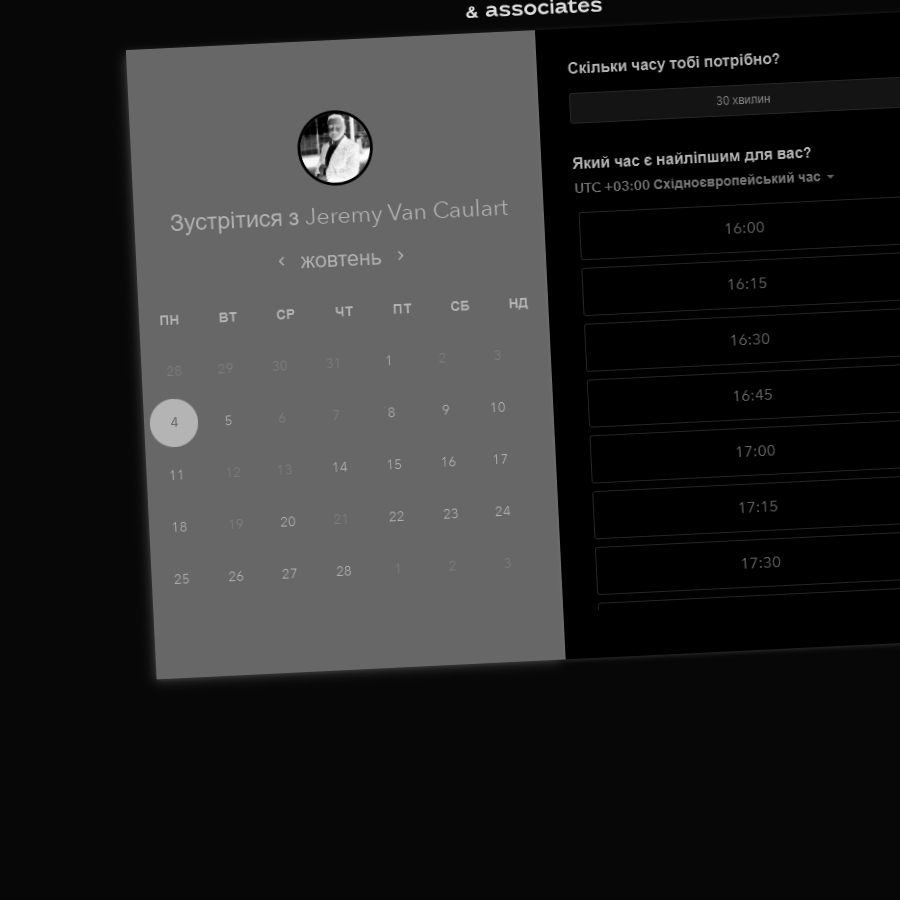 & associates
Зустрітися з Jeremy Van Caulart
‹ жовтень ›
ПН ВТ СР ЧТ ПТ СБ НД
28 29 30 31 1 2 3
4 5 6 7 8 9 10
11 12 13 14 15 16 17
18 19 20 21 22 23 24
25 26 27 28 1 2 3
Скільки часу тобі потрібно?
30 хвилин
Який час є найліпшим для вас?
UTC +03:00 Східноєвропейський час
16:00
16:15
16:30
16:45
17:00
17:15
17:30